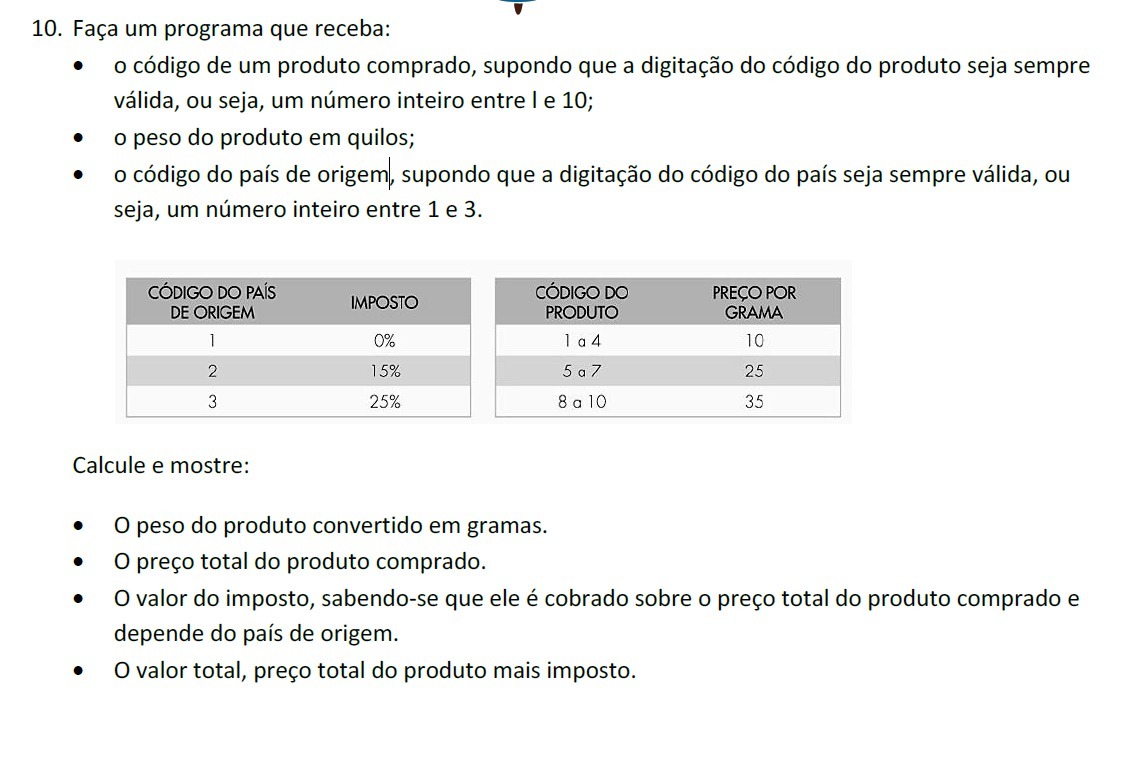 10. Faça um programa que receba:
• o código de um produto comprado, supondo que a digitação do código do produto seja sempre
válida, ou seja, um número inteiro entre l e 10;
• o peso do produto em quilos;
• o código do país de origem, supondo que a digitação do código do país seja sempre válida, ou
seja, um número inteiro entre 1 e 3.
CÓDIGO DO PAÍS
DE ORIGEM
IMPOSTO
1 0%
2 15%
3 25%
CÓDIGO DO
PRODUTO
PREÇO POR
GRAMA
1 a 4 10
5 a 7 25
8 a 10 35
Calcule e mostre:
• O peso do produto convertido em gramas.
• O preço total do produto comprado.
• O valor do imposto, sabendo-se que ele é cobrado sobre o preço total do produto comprado e
depende do país de origem.
• O valor total, preço total do produto mais imposto.